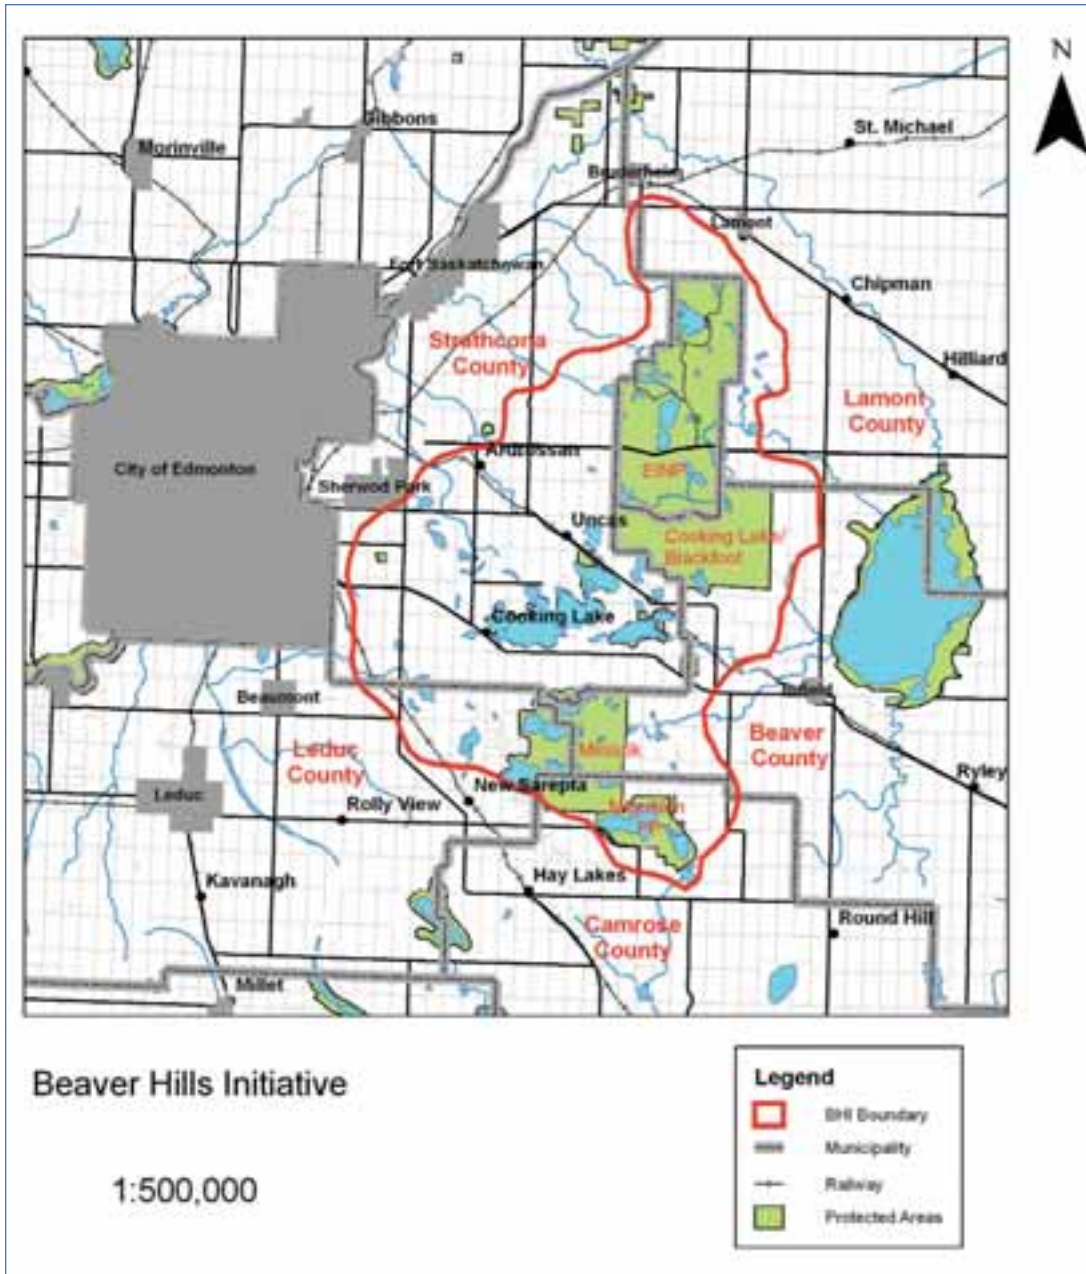 N
St. Michael
Gibbons
Morinville
Bruderheim
Lamont
Fort Saskatchewan
Chipman
Strathcona
County
Hilliard
Lamont
County
Ardrossan
City of Edmonton
EINP
Sherwod Park
Uncas
Cooking Lake/
Blackfoot
Cooking Lake
Beaumont
Tofield
Beaver
County
Leduc
County
Ministik
Ryley
New Sarepta
Leduc
Rolly View
Kavanagh
Hay Lakes
Round Hill
Camrose
County
Millet
Beaver Hills Initiative
1:500,000
Legend
BHI Boundary
Municipality
Railway
Protected Areas